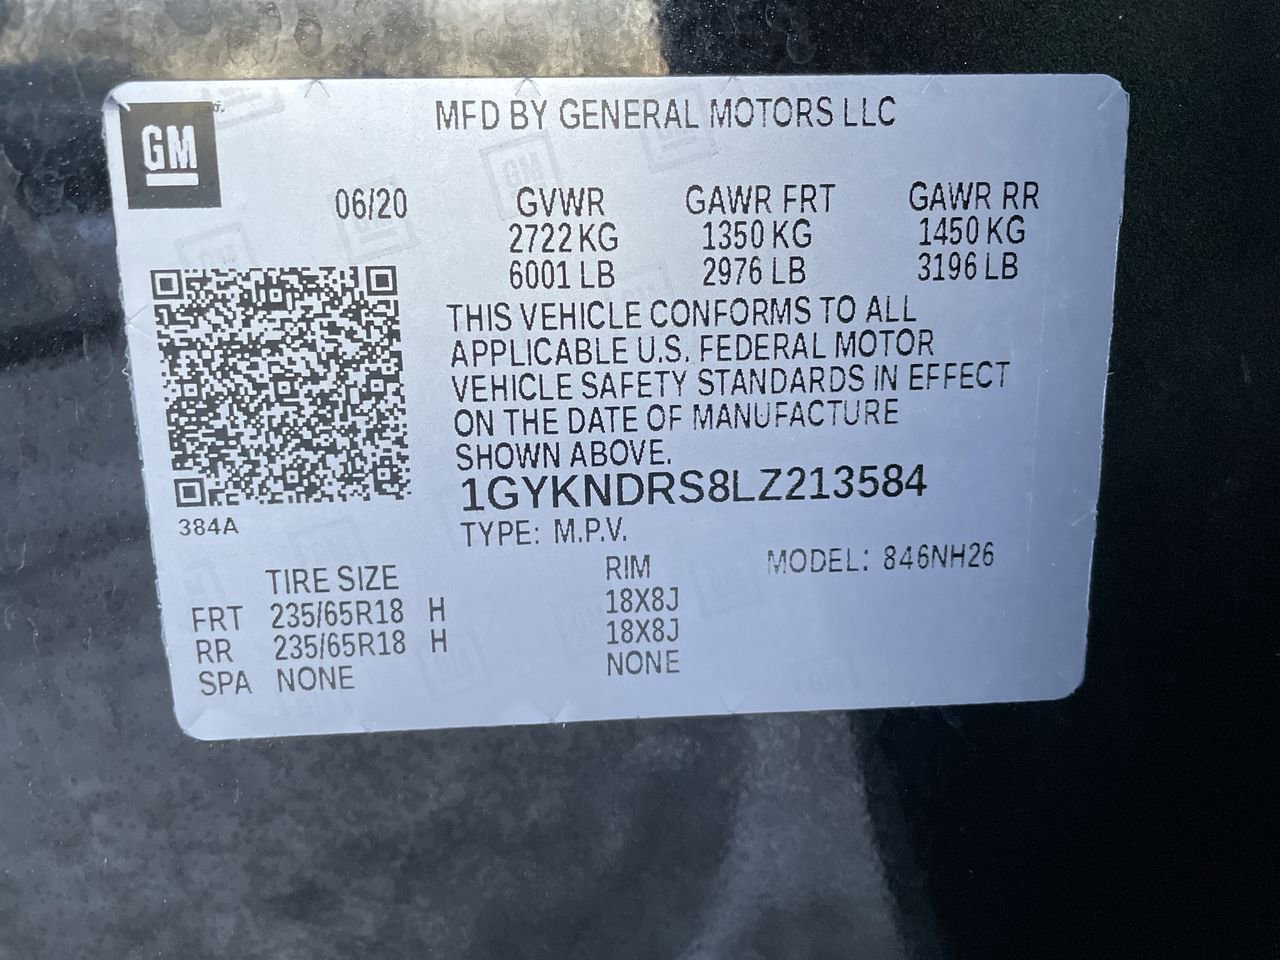 MFD BY GENERAL MOTORS LLC
GM
06/20 GVWR GAWR FRT GAWR RR
2722 KG 1350 KG 1450 KG
6001 LB 2976 LB 3196 LB
THIS VEHICLE CONFORMS TO ALL
APPLICABLE U.S. FEDERAL MOTOR
VEHICLE SAFETY STANDARDS IN EFFECT
ON THE DATE OF MANUFACTURE
SHOWN ABOVE.
1GYKNDRS8LZ213584
384A
TYPE: M.P.V.
TIRE SIZE RIM MODEL: 846NH26
FRT 235/65R18 H 18X8J
RR 235/65R18 H 18X8J
SPA NONE NONE